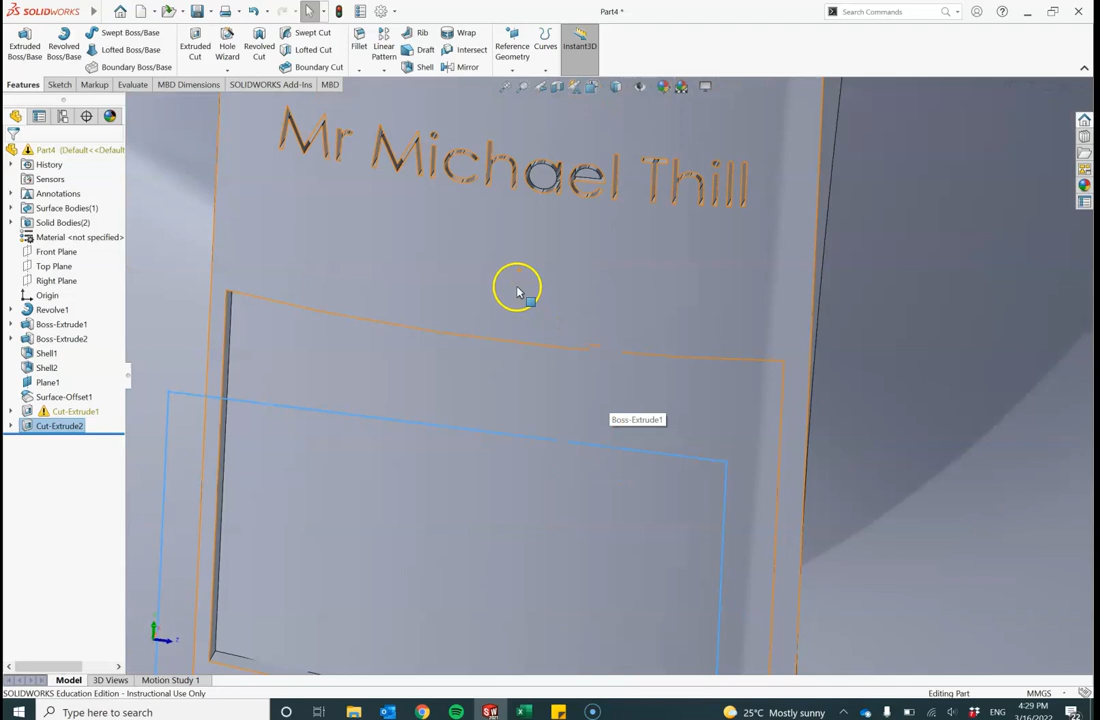 SOLIDWORKS
Part4 *
Search Commands
Extruded Boss/Base
Revolved Boss/Base
Swept Boss/Base
Lofted Boss/Base
Boundary Boss/Base
Extruded Cut
Hole Wizard
Revolved Cut
Swept Cut
Lofted Cut
Boundary Cut
Fillet
Linear Pattern
Rib
Draft
Shell
Wrap
Intersect
Mirror
Reference Geometry
Curves
Instant3D
Features
Sketch
Markup
Evaluate
MBD Dimensions
SOLIDWORKS Add-Ins
MBD
Part4 (Default<<Default
History
Sensors
Annotations
Surface Bodies(1)
Solid Bodies(2)
Material <not specified>
Front Plane
Top Plane
Right Plane
Origin
Revolve1
Boss-Extrude1
Boss-Extrude2
Shell1
Shell2
Plane1
Surface-Offset1
Cut-Extrude1
Cut-Extrude2
Mr Michael Thill
Boss-Extrude1
Model
3D Views
Motion Study 1
SOLIDWORKS Education Edition - Instructional Use Only
Editing Part
MMGS
Type here to search
25°C Mostly sunny
ENG
4:29 PM
3/16/2022
22